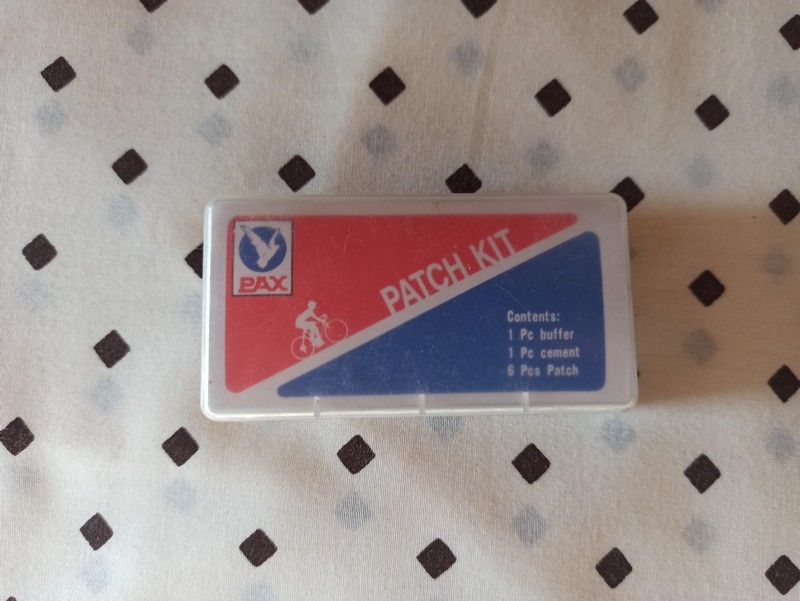 PAX
PATCH KIT
Contents:
1 Pc buffer
1 Pc cement
6 Pcs Patch